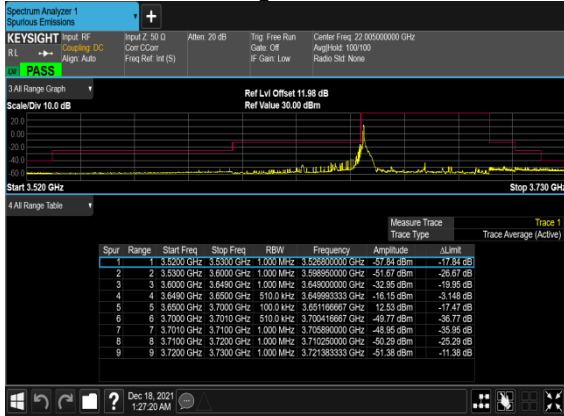 Spectrum Analyzer 1
Spurious Emissions
KEYSIGHT Input: RF Input Z: 50 Ω Atten: 20 dB Trig: Free Run Center Freq: 22.005000000 GHz
RL Coupling: DC Corr CCorr Gate: Off Avg|Hold: 100/100
Align: Auto Freq Ref: Int (S) IF Gain: Low Radio Std: None
PASS
3 All Range Graph Ref Lvl Offset 11.98 dB
Scale/Div 10.0 dB Ref Value 30.00 dBm
20.0
0.00
-20.0
-40.0
-60.0
Start 3.520 GHz Stop 3.730 GHz
4 All Range Table
Measure Trace Trace 1
Trace Type Trace Average (Active)
Spur Range Start Freq Stop Freq RBW Frequency Amplitude ΔLimit
1 1 3.5200 GHz 3.5300 GHz 1.000 MHz 3.526800000 GHz -57.84 dBm -17.84 dB
2 2 3.5300 GHz 3.6000 GHz 1.000 MHz 3.598950000 GHz -51.67 dBm -26.67 dB
3 3 3.6000 GHz 3.6490 GHz 1.000 MHz 3.649000000 GHz -32.95 dBm -19.95 dB
4 4 3.6490 GHz 3.6500 GHz 510.0 kHz 3.649993333 GHz -16.15 dBm -3.148 dB
5 5 3.6500 GHz 3.7000 GHz 100.0 kHz 3.651166667 GHz 12.53 dBm -17.47 dB
6 6 3.7000 GHz 3.7010 GHz 510.0 kHz 3.700416667 GHz -49.77 dBm -36.77 dB
7 7 3.7010 GHz 3.7100 GHz 1.000 MHz 3.705890000 GHz -48.95 dBm -35.95 dB
8 8 3.7100 GHz 3.7200 GHz 1.000 MHz 3.710250000 GHz -50.29 dBm -25.29 dB
9 9 3.7200 GHz 3.7300 GHz 1.000 MHz 3.721383333 GHz -51.38 dBm -11.38 dB
? Dec 18, 2021
1:27:20 AM